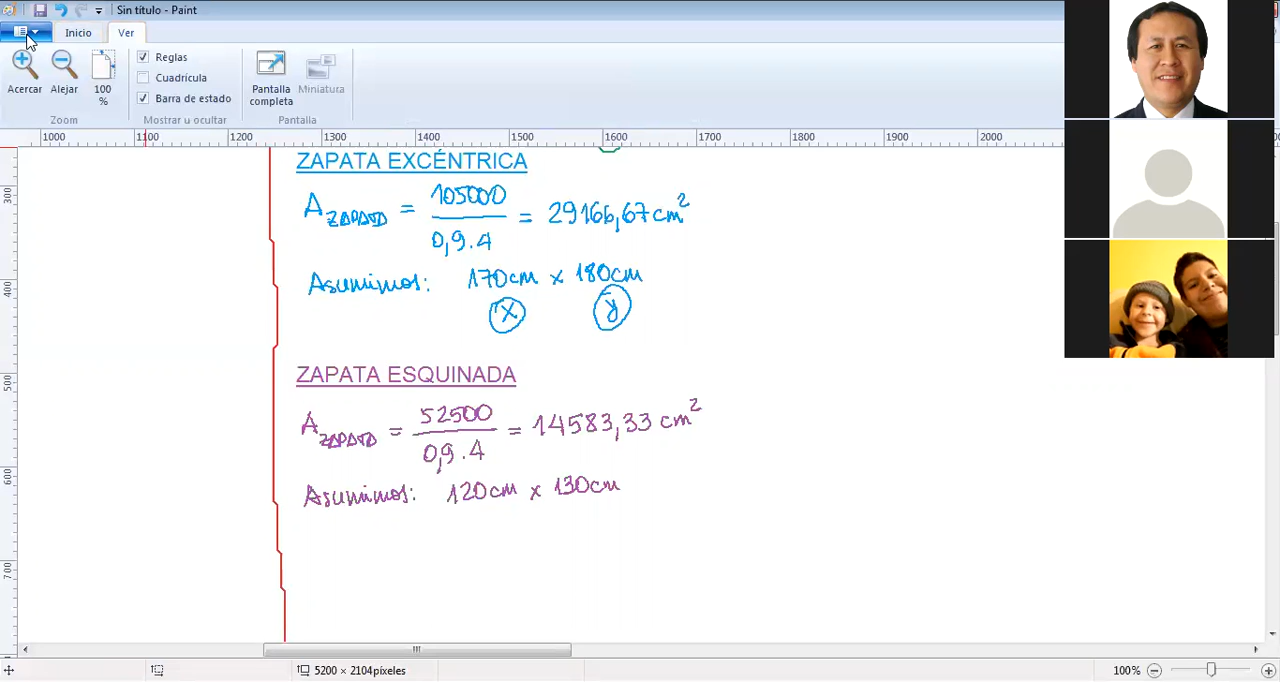 Sin título - Paint
Inicio Ver
Acercar Alejar 100 %
Reglas
Cuadrícula
Barra de estado
Pantalla completa
Miniatura
Zoom Mostrar u ocultar Pantalla
1000 1100 1200 1300 1400 1500 1600 1700 1800 1900 2000
300
400
500
600
700
ZAPATA EXCÉNTRICA
A ZAPATA = 105000 / 0,9.4 = 29166,67 cm²
Asumimos: 170cm x 180cm
X Y
ZAPATA ESQUINADA
A ZAPATA = 52500 / 0,9.4 = 14583,33 cm²
Asumimos: 120cm x 130cm
5200 × 2104píxeles 100%